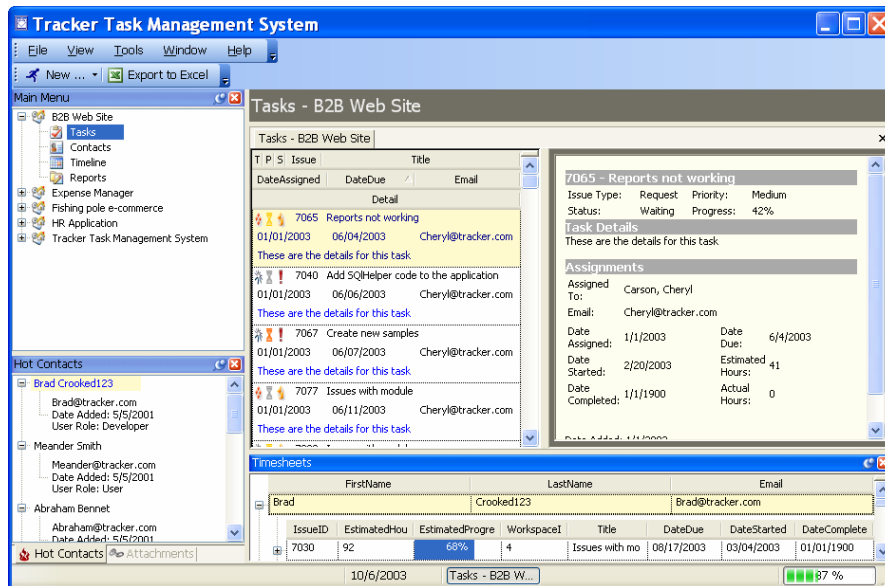 Tracker Task Management System
File View Tools Window Help
New ... Export to Excel
Main Menu
B2B Web Site
Tasks
Contacts
Timeline
Reports
Expense Manager
Fishing pole e-commerce
HR Application
Tracker Task Management System
Hot Contacts
Brad Crooked123
Brad@tracker.com
Date Added: 5/5/2001
User Role: Developer
Meander Smith
Meander@tracker.com
Date Added: 5/5/2001
User Role: User
Abraham Bennet
Abraham@tracker.com
Date Added: 5/5/2001
Hot Contacts Attachments
Tasks - B2B Web Site
Tasks - B2B Web Site
T P S Issue Title
DateAssigned DateDue Email
Detail
7065 Reports not working
01/01/2003 06/04/2003 Cheryl@tracker.com
These are the details for this task
7040 Add SQlHelper code to the application
01/01/2003 06/06/2003 Cheryl@tracker.com
These are the details for this task
7067 Create new samples
01/01/2003 06/07/2003 Cheryl@tracker.com
These are the details for this task
7077 Issues with module
01/01/2003 06/11/2003 Cheryl@tracker.com
These are the details for this task
7065 - Reports not working
Issue Type: Request Priority: Medium
Status: Waiting Progress: 42%
Task Details
These are the details for this task
Assignments
Assigned To: Carson, Cheryl
Email: Cheryl@tracker.com
Date Assigned: 1/1/2003 Date Due: 6/4/2003
Date Started: 2/20/2003 Estimated Hours: 41
Date Completed: 1/1/1900 Actual Hours: 0
Timesheets
FirstName LastName Email
Brad Crooked123 Brad@tracker.com
IssueID EstimatedHou EstimatedProgre WorkspaceI Title DateDue DateStarted DateComplete
7030 92 68% 4 Issues with mo 08/17/2003 03/04/2003 01/01/1900
10/6/2003 Tasks - B2B W... 37 %